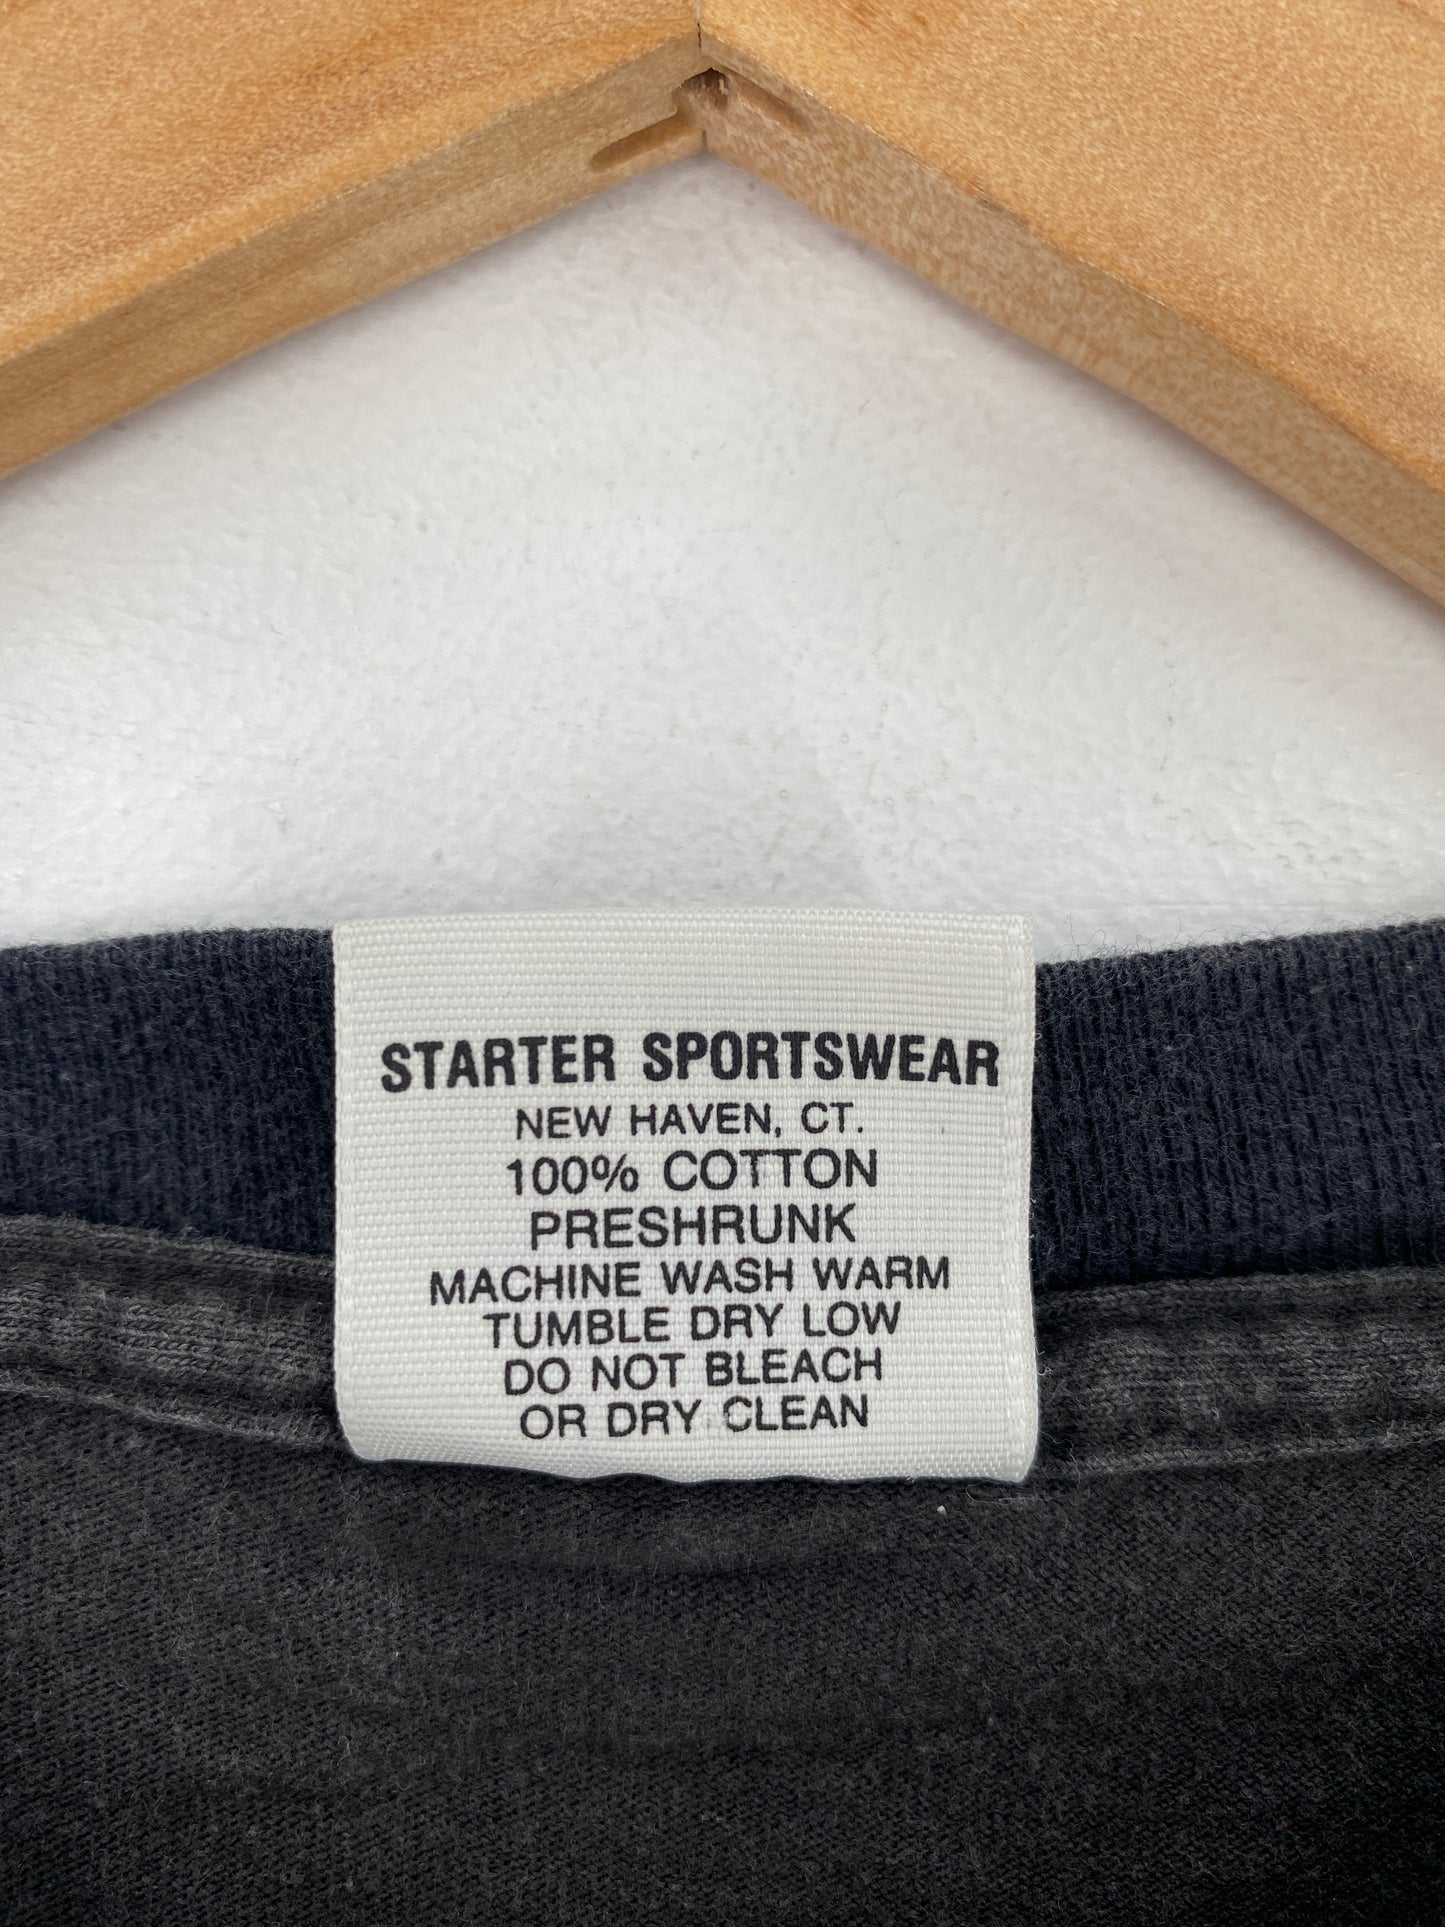 STARTER SPORTSWEAR
NEW HAVEN, CT.
100% COTTON
PRESHRUNK
MACHINE WASH WARM
TUMBLE DRY LOW
DO NOT BLEACH
OR DRY CLEAN